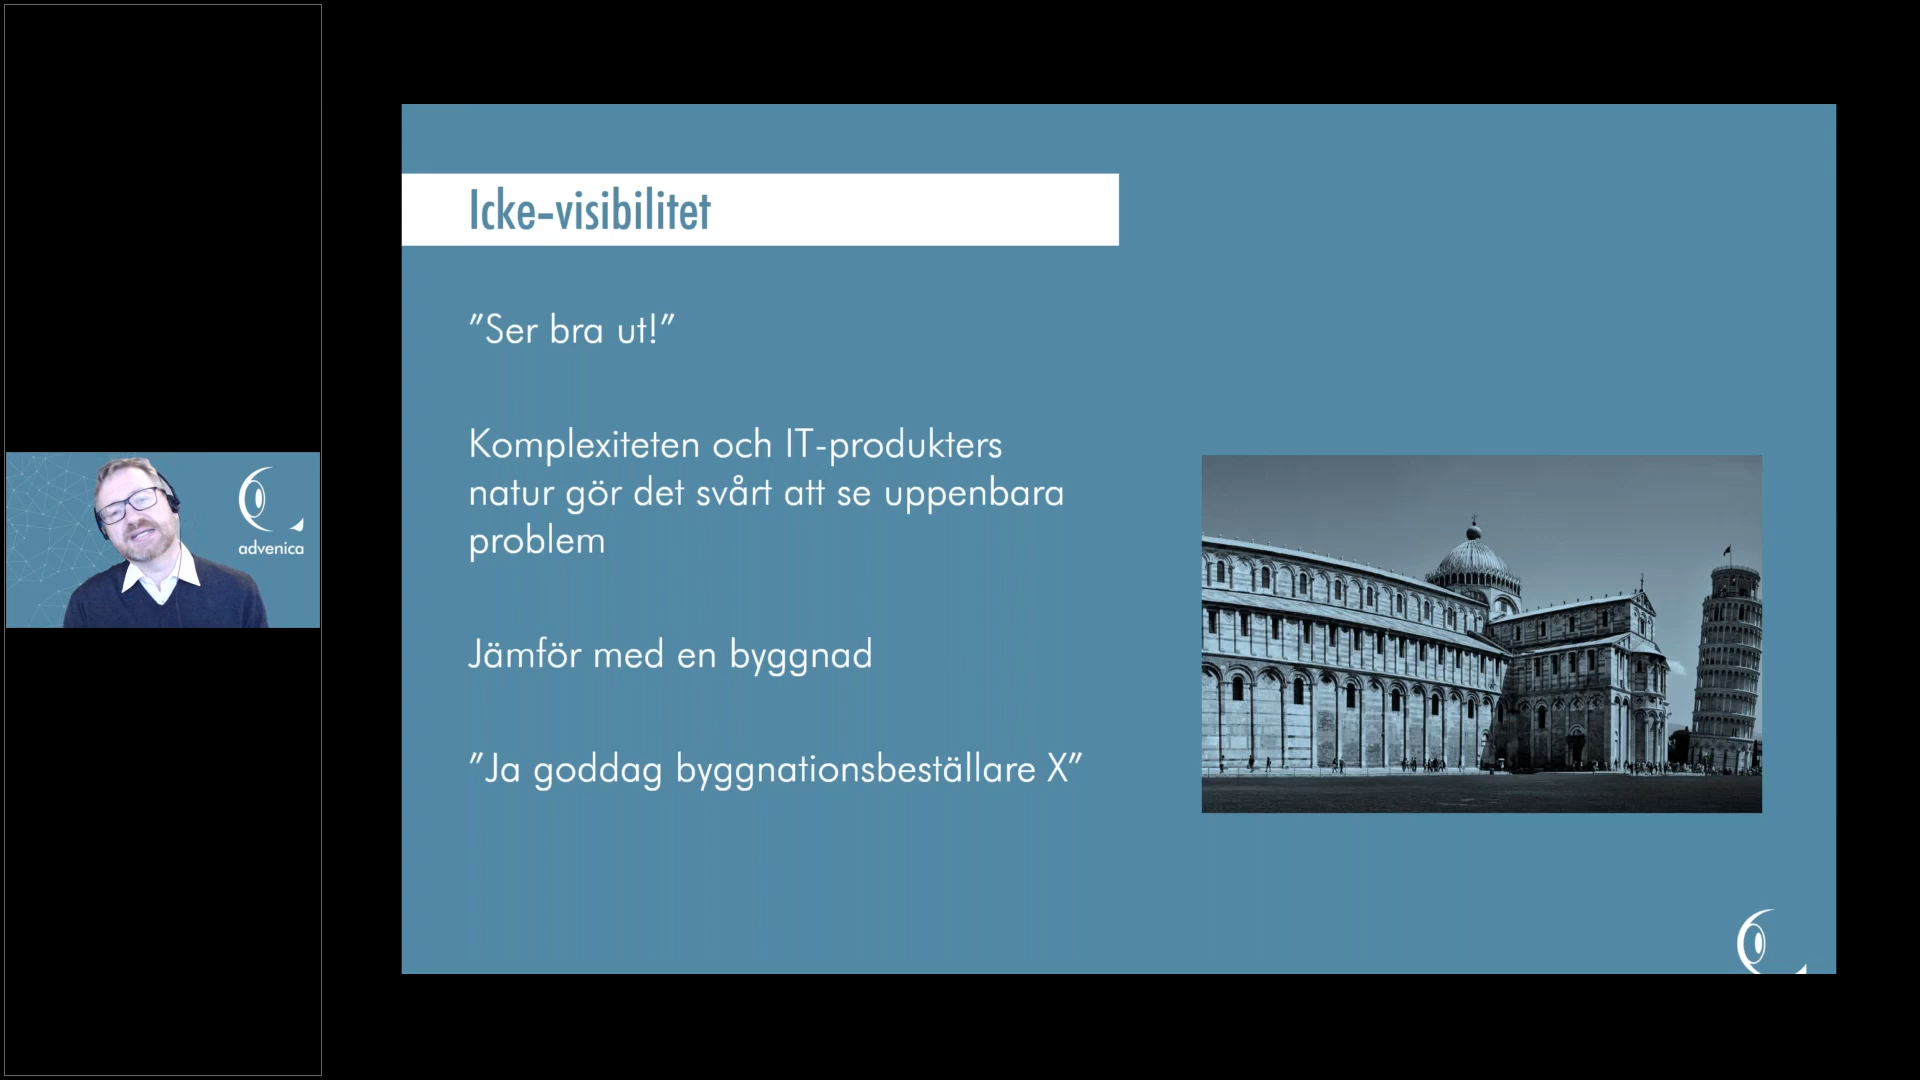 advenica
Icke-visibilitet
”Ser bra ut!”
Komplexiteten och IT-produkters
natur gör det svårt att se uppenbara
problem
Jämför med en byggnad
”Ja goddag byggnationsbeställare X”